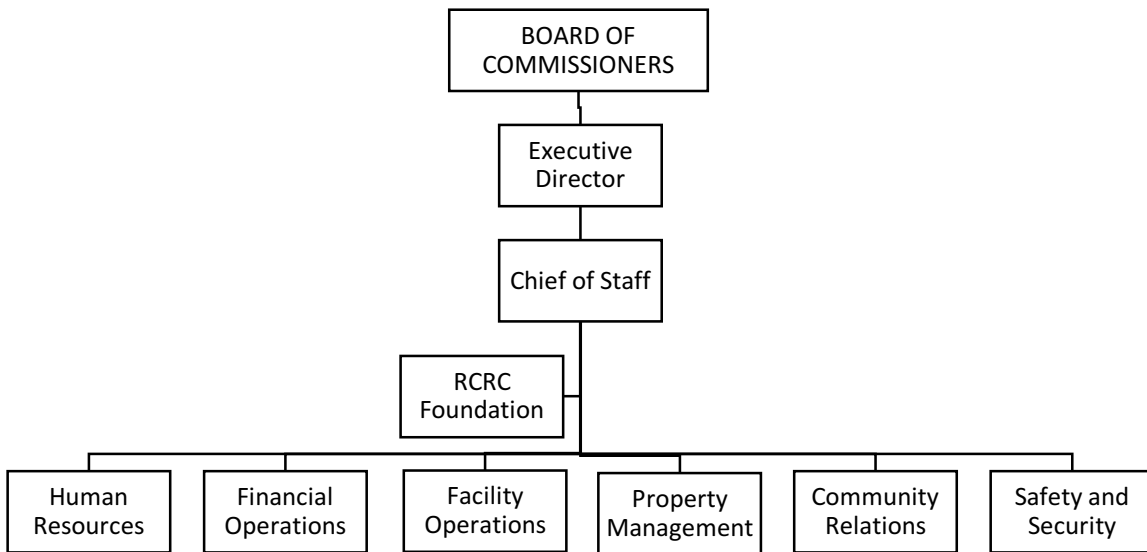 BOARD OF
COMMISSIONERS
Executive
Director
Chief of Staff
RCRC
Foundation
Human
Resources
Financial
Operations
Facility
Operations
Property
Management
Community
Relations
Safety and
Security